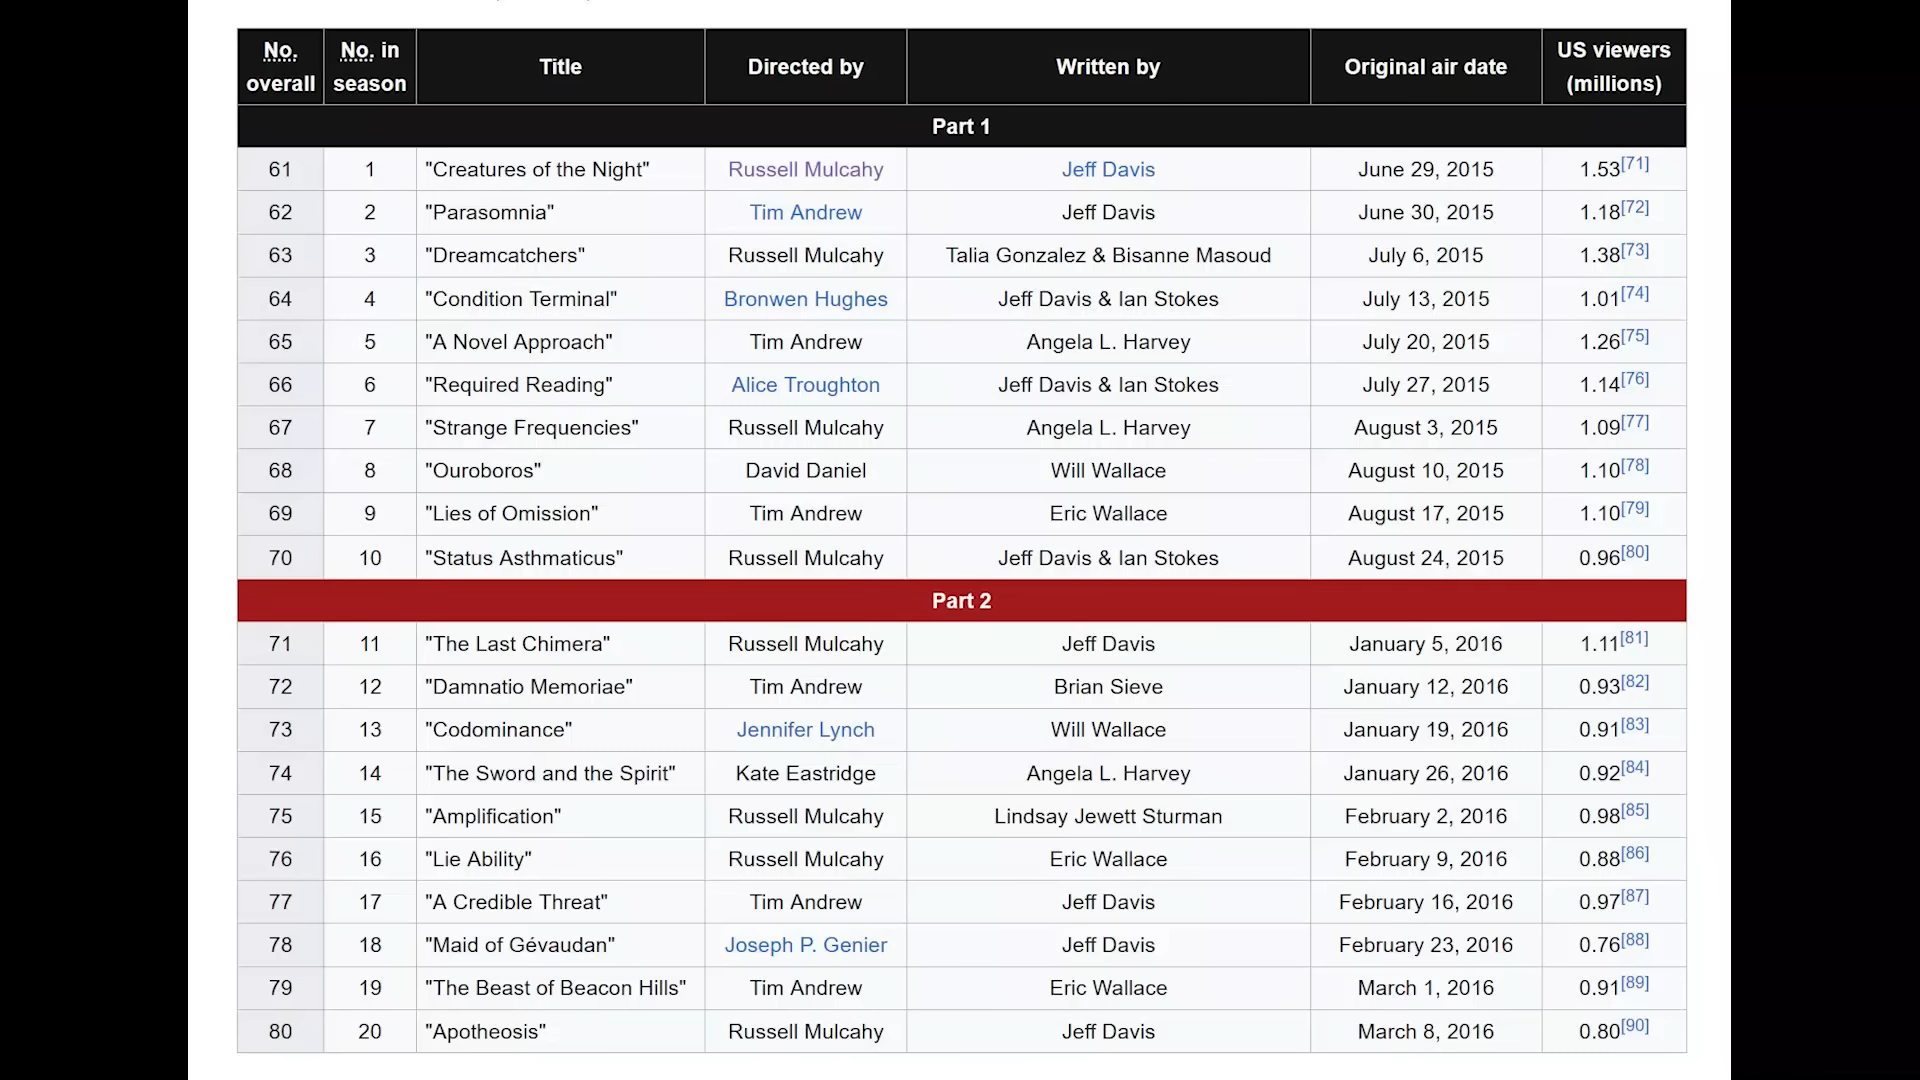 No. overall No. in season Title Directed by Written by Original air date US viewers (millions)
Part 1
61 1 "Creatures of the Night" Russell Mulcahy Jeff Davis June 29, 2015 1.53[71]
62 2 "Parasomnia" Tim Andrew Jeff Davis June 30, 2015 1.18[72]
63 3 "Dreamcatchers" Russell Mulcahy Talia Gonzalez & Bisanne Masoud July 6, 2015 1.38[73]
64 4 "Condition Terminal" Bronwen Hughes Jeff Davis & Ian Stokes July 13, 2015 1.01[74]
65 5 "A Novel Approach" Tim Andrew Angela L. Harvey July 20, 2015 1.26[75]
66 6 "Required Reading" Alice Troughton Jeff Davis & Ian Stokes July 27, 2015 1.14[76]
67 7 "Strange Frequencies" Russell Mulcahy Angela L. Harvey August 3, 2015 1.09[77]
68 8 "Ouroboros" David Daniel Will Wallace August 10, 2015 1.10[78]
69 9 "Lies of Omission" Tim Andrew Eric Wallace August 17, 2015 1.10[79]
70 10 "Status Asthmaticus" Russell Mulcahy Jeff Davis & Ian Stokes August 24, 2015 0.96[80]
Part 2
71 11 "The Last Chimera" Russell Mulcahy Jeff Davis January 5, 2016 1.11[81]
72 12 "Damnatio Memoriae" Tim Andrew Brian Sieve January 12, 2016 0.93[82]
73 13 "Codominance" Jennifer Lynch Will Wallace January 19, 2016 0.91[83]
74 14 "The Sword and the Spirit" Kate Eastridge Angela L. Harvey January 26, 2016 0.92[84]
75 15 "Amplification" Russell Mulcahy Lindsay Jewett Sturman February 2, 2016 0.98[85]
76 16 "Lie Ability" Russell Mulcahy Eric Wallace February 9, 2016 0.88[86]
77 17 "A Credible Threat" Tim Andrew Jeff Davis February 16, 2016 0.97[87]
78 18 "Maid of Gévaudan" Joseph P. Genier Jeff Davis February 23, 2016 0.76[88]
79 19 "The Beast of Beacon Hills" Tim Andrew Eric Wallace March 1, 2016 0.91[89]
80 20 "Apotheosis" Russell Mulcahy Jeff Davis March 8, 2016 0.80[90]